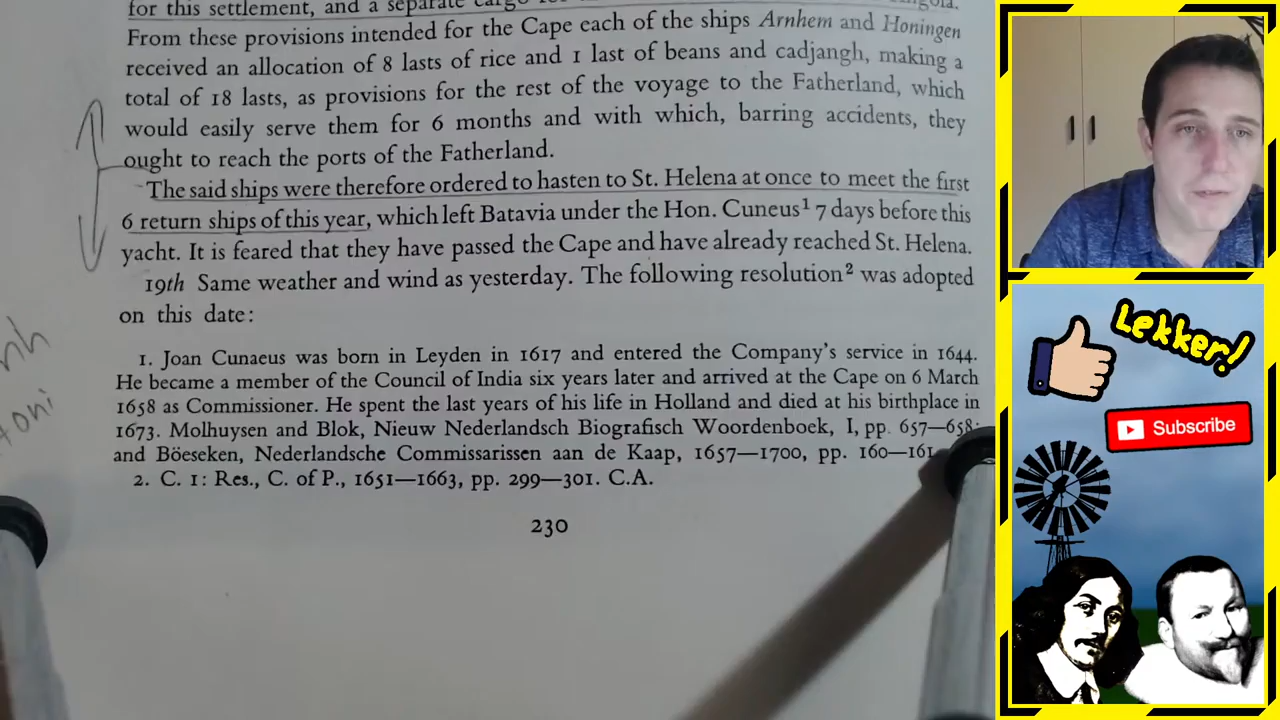 for this settlement, and a separate cargo for
From these provisions intended for the Cape each of the ships Arnhem and Honingen
received an allocation of 8 lasts of rice and 1 last of beans and cadjangh, making a
total of 18 lasts, as provisions for the rest of the voyage to the Fatherland, which
would easily serve them for 6 months and with which, barring accidents, they
ought to reach the ports of the Fatherland.
The said ships were therefore ordered to hasten to St. Helena at once to meet the first
6 return ships of this year, which left Batavia under the Hon. Cuneus¹ 7 days before this
yacht. It is feared that they have passed the Cape and have already reached St. Helena.
19th Same weather and wind as yesterday. The following resolution² was adopted
on this date:
1. Joan Cunaeus was born in Leyden in 1617 and entered the Company's service in 1644.
He became a member of the Council of India six years later and arrived at the Cape on 6 March
1658 as Commissioner. He spent the last years of his life in Holland and died at his birthplace in
1673. Molhuysen and Blok, Nieuw Nederlandsch Biografisch Woordenboek, I, pp. 657—658;
and Böeseken, Nederlandsche Commissarissen aan de Kaap, 1657—1700, pp. 160—161
2. C. 1: Res., C. of P., 1651—1663, pp. 299—301. C.A.
230
Lekker!
Subscribe